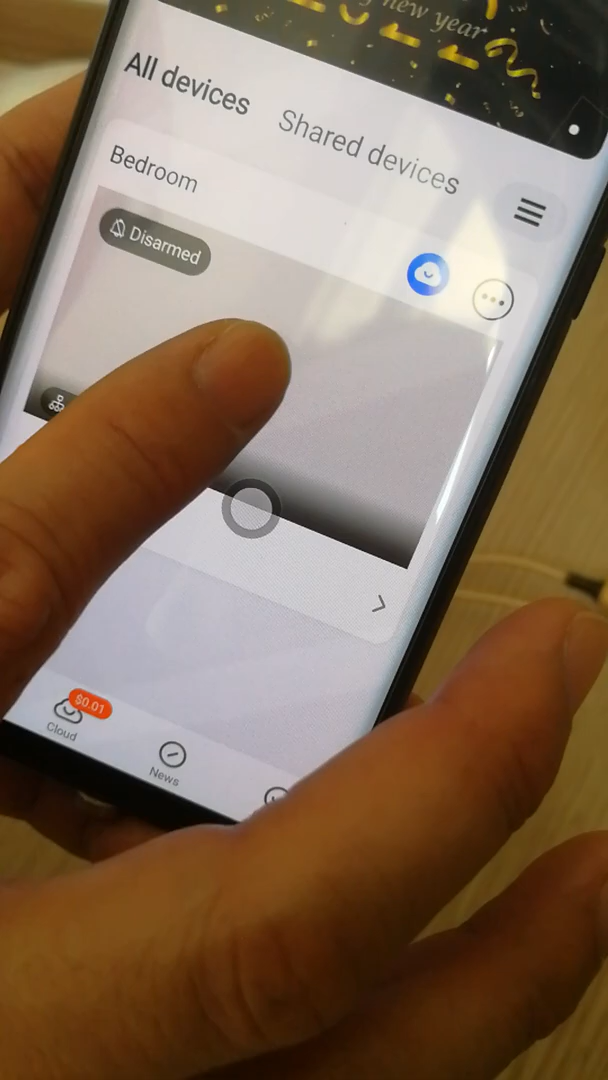 new year
All devices
Shared devices
Bedroom
Disarmed
$0.01
Cloud
News